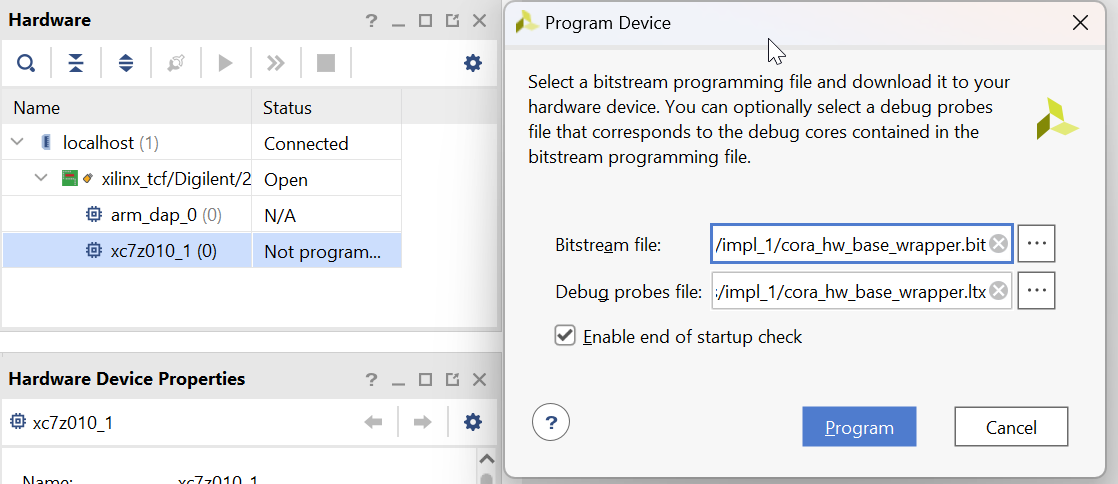 Hardware
Name Status
localhost (1) Connected
xilinx_tcf/Digilent/2 Open
arm_dap_0 (0) N/A
xc7z010_1 (0) Not program...
Hardware Device Properties
xc7z010_1
Name: xc7z010_1
Program Device
Select a bitstream programming file and download it to your
hardware device. You can optionally select a debug probes
file that corresponds to the debug cores contained in the
bitstream programming file.
Bitstream file: /impl_1/cora_hw_base_wrapper.bit
Debug probes file: s/impl_1/cora_hw_base_wrapper.ltx
Enable end of startup check
? Program Cancel